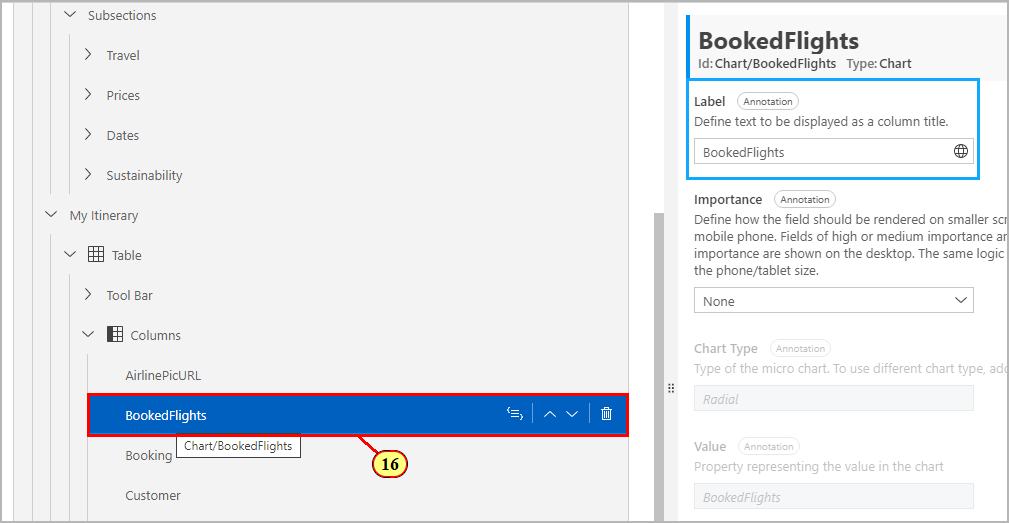 Subsections
Travel
Prices
Dates
Sustainability
My Itinerary
Table
Tool Bar
Columns
AirlinePicURL
BookedFlights
Chart/BookedFlights
Booking
16
Customer
BookedFlights
Id: Chart/BookedFlights Type: Chart
Label Annotation
Define text to be displayed as a column title.
BookedFlights
Importance Annotation
Define how the field should be rendered on smaller scr
mobile phone. Fields of high or medium importance ar
importance are shown on the desktop. The same logic
the phone/tablet size.
None
Chart Type Annotation
Type of the micro chart. To use different chart type, add
Radial
Value Annotation
Property representing the value in the chart
BookedFlights